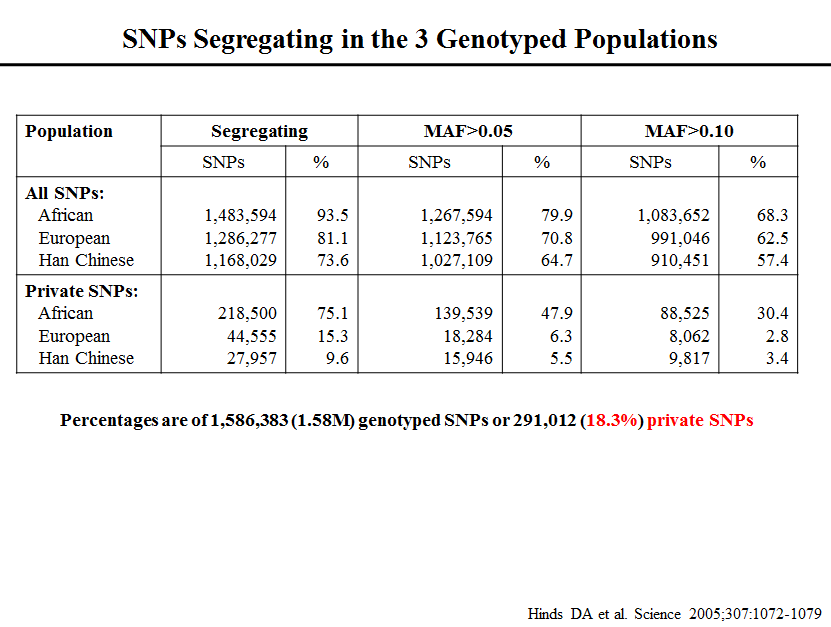 SNPs Segregating in the 3 Genotyped Populations
Population Segregating MAF>0.05 MAF>0.10
SNPs % SNPs % SNPs %
All SNPs:
African 1,483,594 93.5 1,267,594 79.9 1,083,652 68.3
European 1,286,277 81.1 1,123,765 70.8 991,046 62.5
Han Chinese 1,168,029 73.6 1,027,109 64.7 910,451 57.4
Private SNPs:
African 218,500 75.1 139,539 47.9 88,525 30.4
European 44,555 15.3 18,284 6.3 8,062 2.8
Han Chinese 27,957 9.6 15,946 5.5 9,817 3.4
Percentages are of 1,586,383 (1.58M) genotyped SNPs or 291,012 (18.3%) private SNPs
Hinds DA et al. Science 2005;307:1072-1079